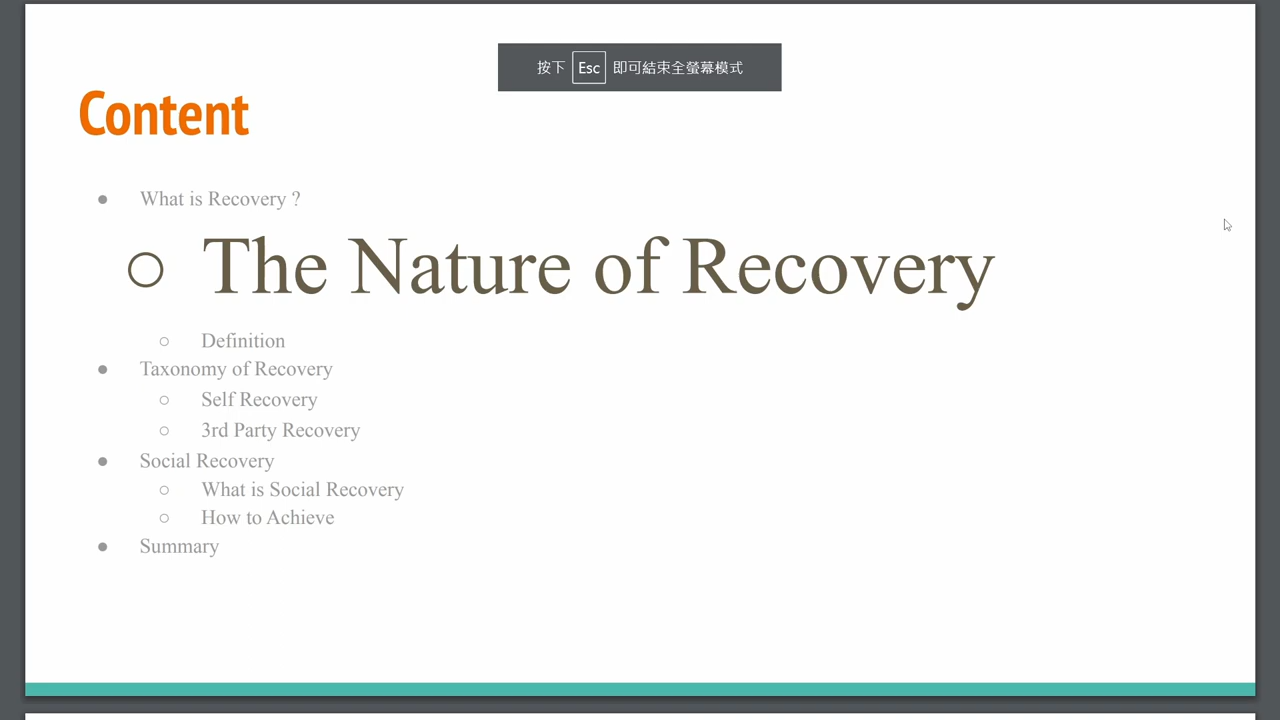 按下 Esc 即可結束全螢幕模式
Content
● What is Recovery ?
○ The Nature of Recovery
○ Definition
● Taxonomy of Recovery
○ Self Recovery
○ 3rd Party Recovery
● Social Recovery
○ What is Social Recovery
○ How to Achieve
● Summary